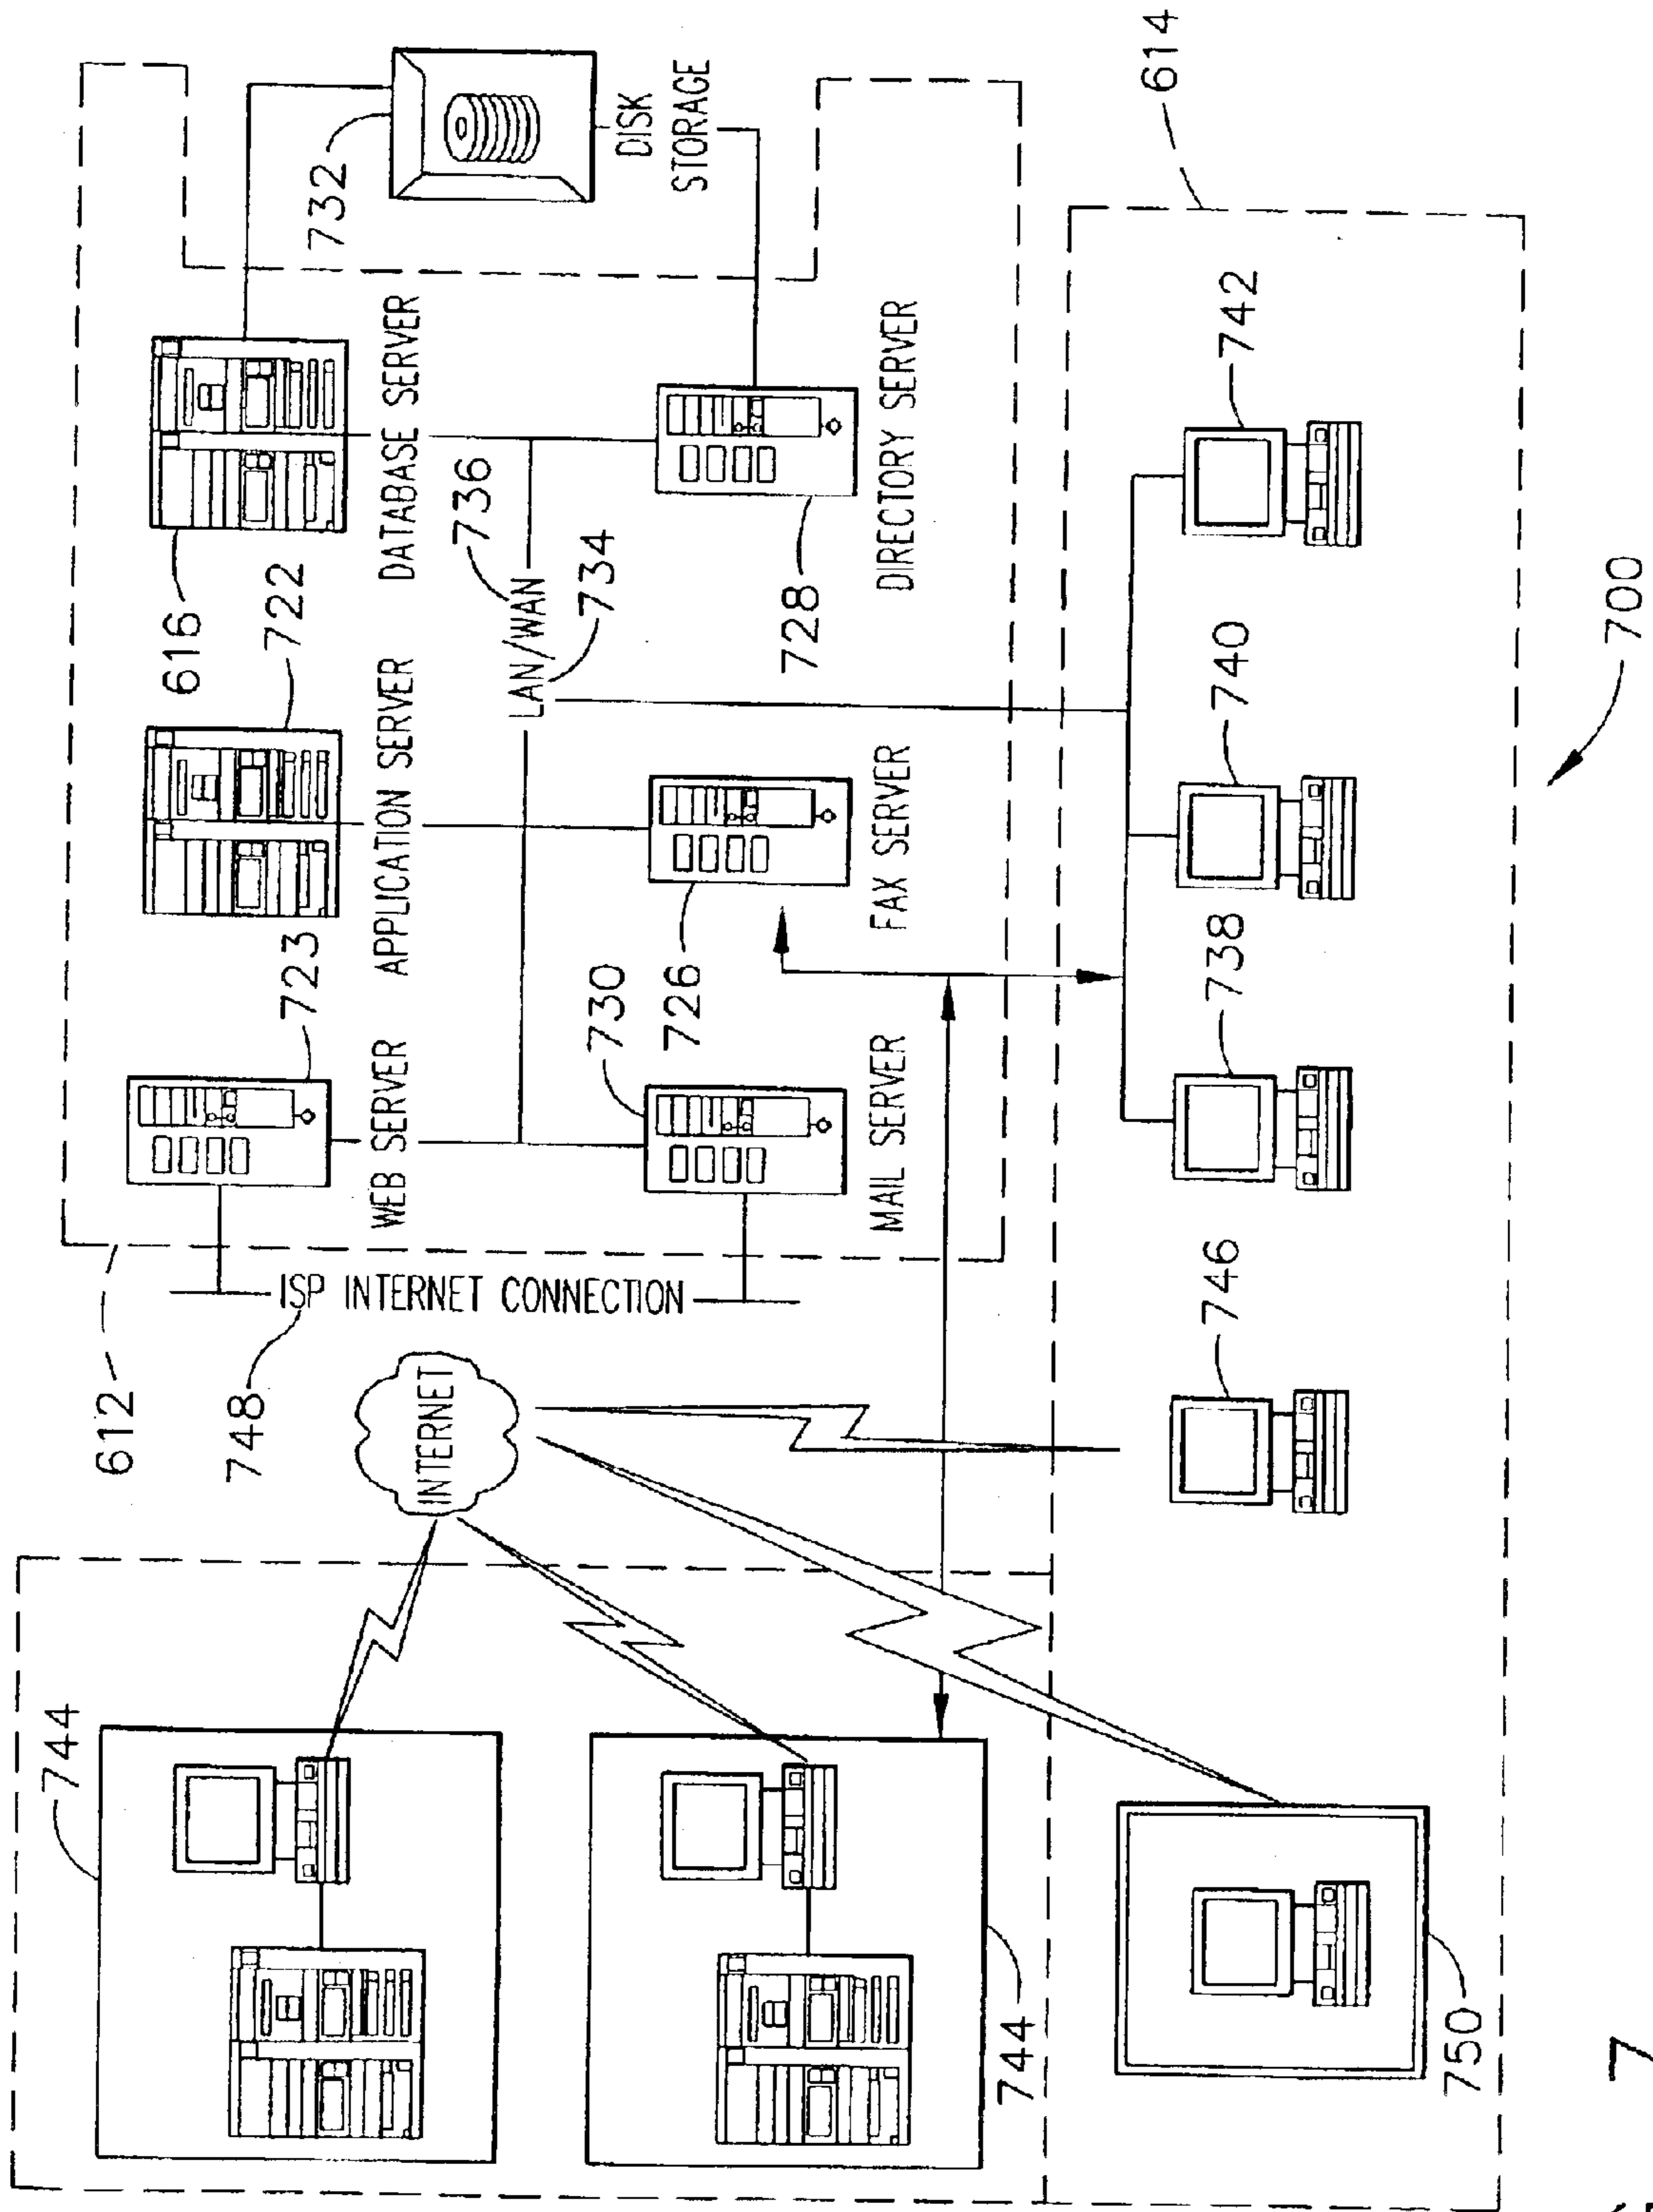 744
612
748
INTERNET
ISP INTERNET CONNECTION
723
WEB SERVER
722
APPLICATION SERVER
616
DATABASE SERVER
732
DISK
STORAGE
LAN/WAN
736
734
730
MAIL SERVER
726
FAX SERVER
728
DIRECTORY SERVER
744
750
746
738
740
742
614
700
7